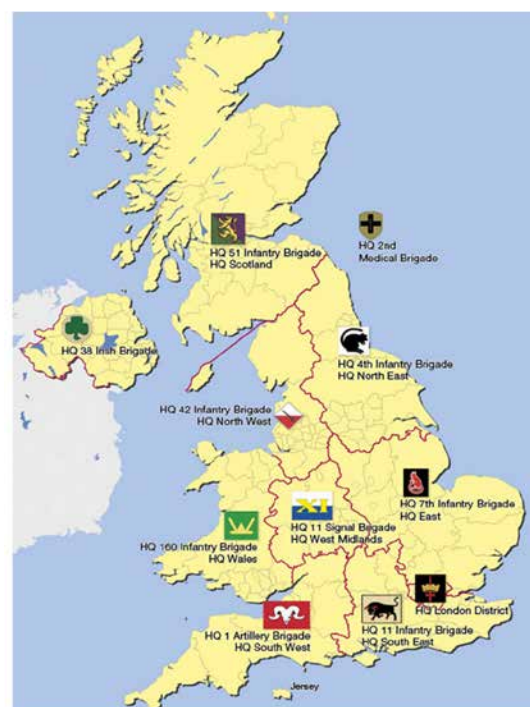 HQ 51 Infantry Brigade
HQ Scotland
HQ 2nd
Medical Brigade
HQ 38 Irish Brigade
HQ 4th Infantry Brigade
HQ North East
HQ 42 Infantry Brigade
HQ North West
HQ 7th Infantry Brigade
HQ East
XI
HQ 11 Signal Brigade
HQ West Midlands
HQ 160 Infantry Brigade
HQ Wales
HQ London District
HQ 1 Artillery Brigade
HQ South West
HQ 11 Infantry Brigade
HQ South East
Jersey